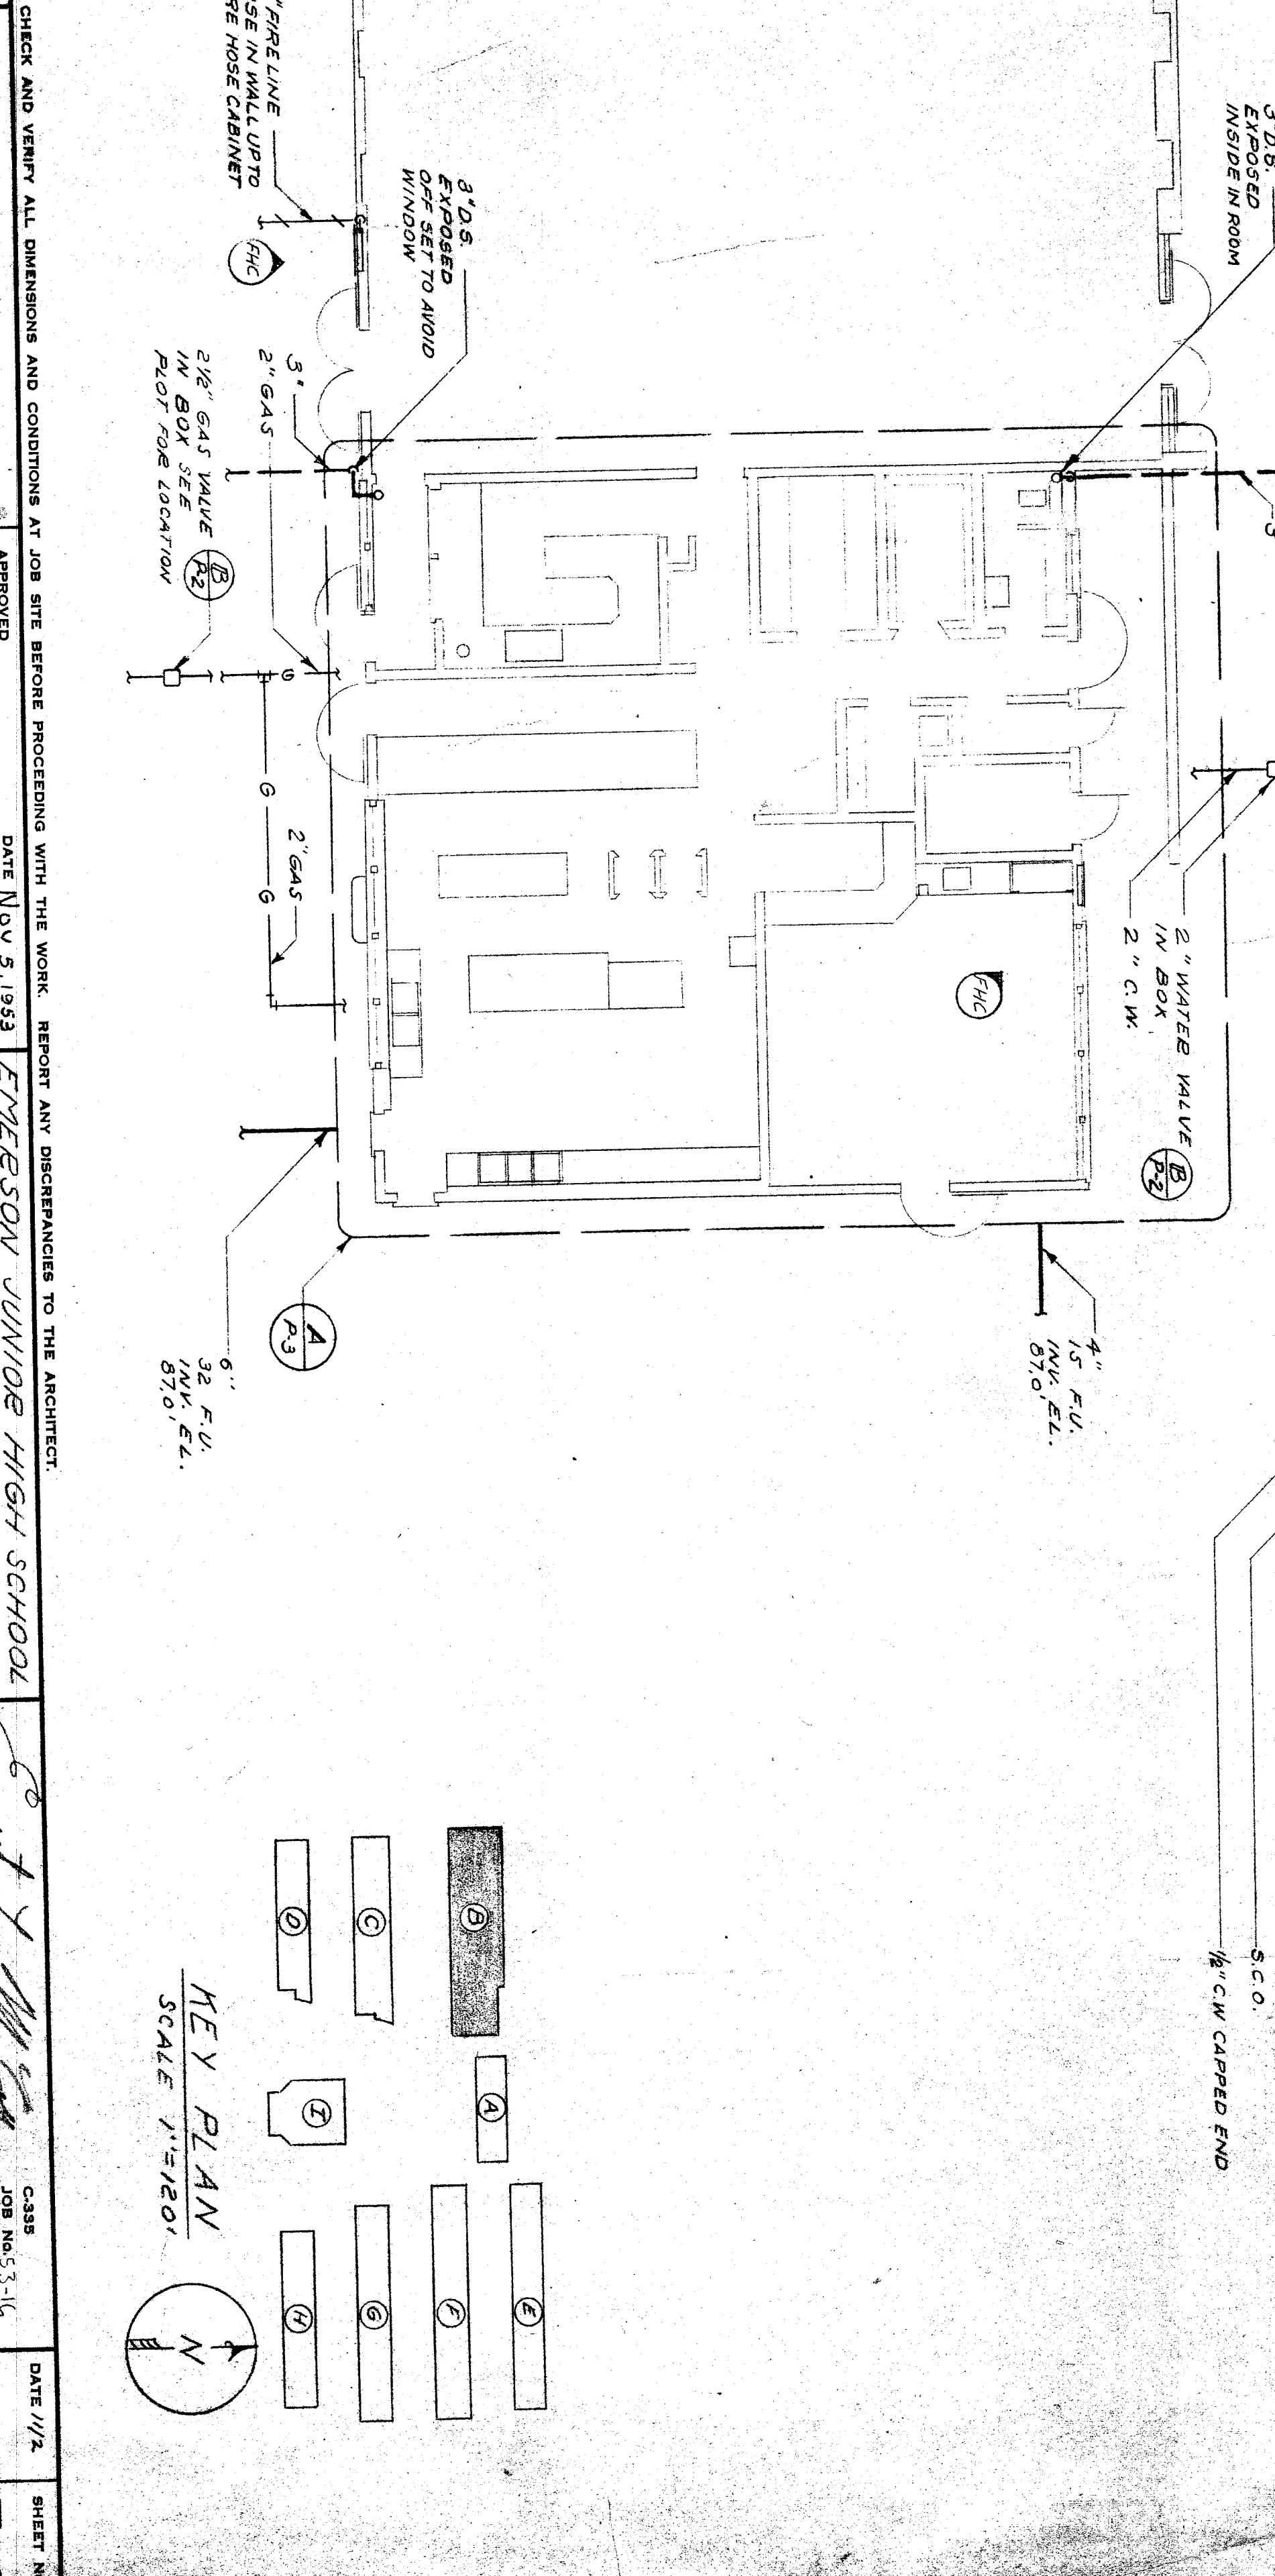 3" D.S.
EXPOSED
INSIDE IN ROOM
"FIRE LINE
IN WALL UP TO
HOSE CABINET
FHC
3" D.S.
EXPOSED
OFF SET TO AVOID
WINDOW
3"
2" GAS
2½" GAS VALVE
IN BOX SEE
PLOT FOR LOCATION
B
P-2
G
G
G
2" GAS
FHC
2" WATER VALVE
IN BOX
2" C.W.
B
P-2
A
P-3
4"
15 F.U.
INV. EL.
87.0'
6"
32 F.U.
INV. EL.
87.0'
S.C.O.
½" C.W CAPPED END
B
C
D
A
I
E
F
G
H
KEY PLAN
SCALE 1"=120'
N
CHECK AND VERIFY ALL DIMENSIONS AND CONDITIONS AT JOB SITE BEFORE PROCEEDING WITH THE WORK. REPORT ANY DISCREPANCIES TO THE ARCHITECT.
APPROVED
DATE Nov 5, 1953
EMERSON JUNIOR HIGH SCHOOL
C-335
JOB No. 53-16
DATE 11/2
SHEET